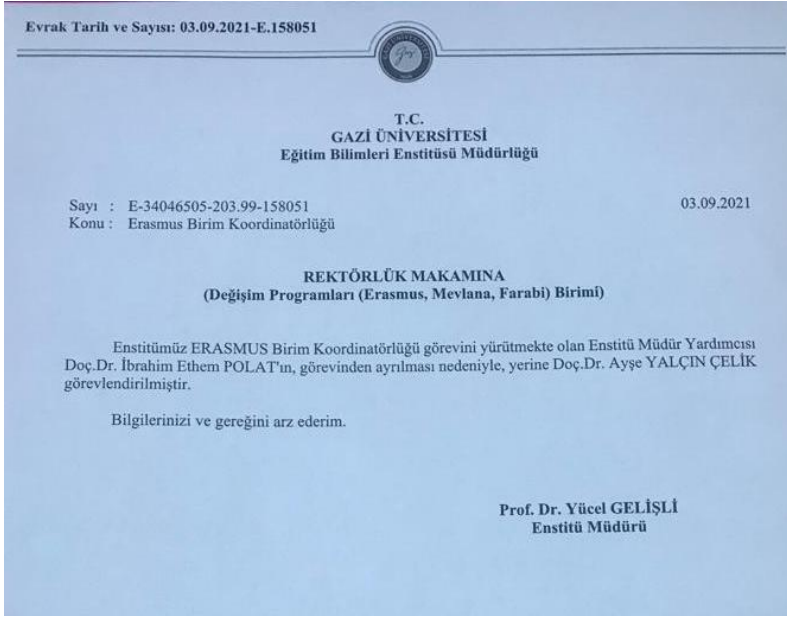 Evrak Tarih ve Sayısı: 03.09.2021-E.158051
T.C.
GAZİ ÜNİVERSİTESİ
Eğitim Bilimleri Enstitüsü Müdürlüğü
Sayı : E-34046505-203.99-158051 03.09.2021
Konu : Erasmus Birim Koordinatörlüğü
REKTÖRLÜK MAKAMINA
(Değişim Programları (Erasmus, Mevlana, Farabi) Birimi)
Enstitümüz ERASMUS Birim Koordinatörlüğü görevini yürütmekte olan Enstitü Müdür Yardımcısı
Doç.Dr. İbrahim Ethem POLAT'ın, görevinden ayrılması nedeniyle, yerine Doç.Dr. Ayşe YALÇIN ÇELİK
görevlendirilmiştir.
Bilgilerinizi ve gereğini arz ederim.
Prof. Dr. Yücel GELİŞLİ
Enstitü Müdürü